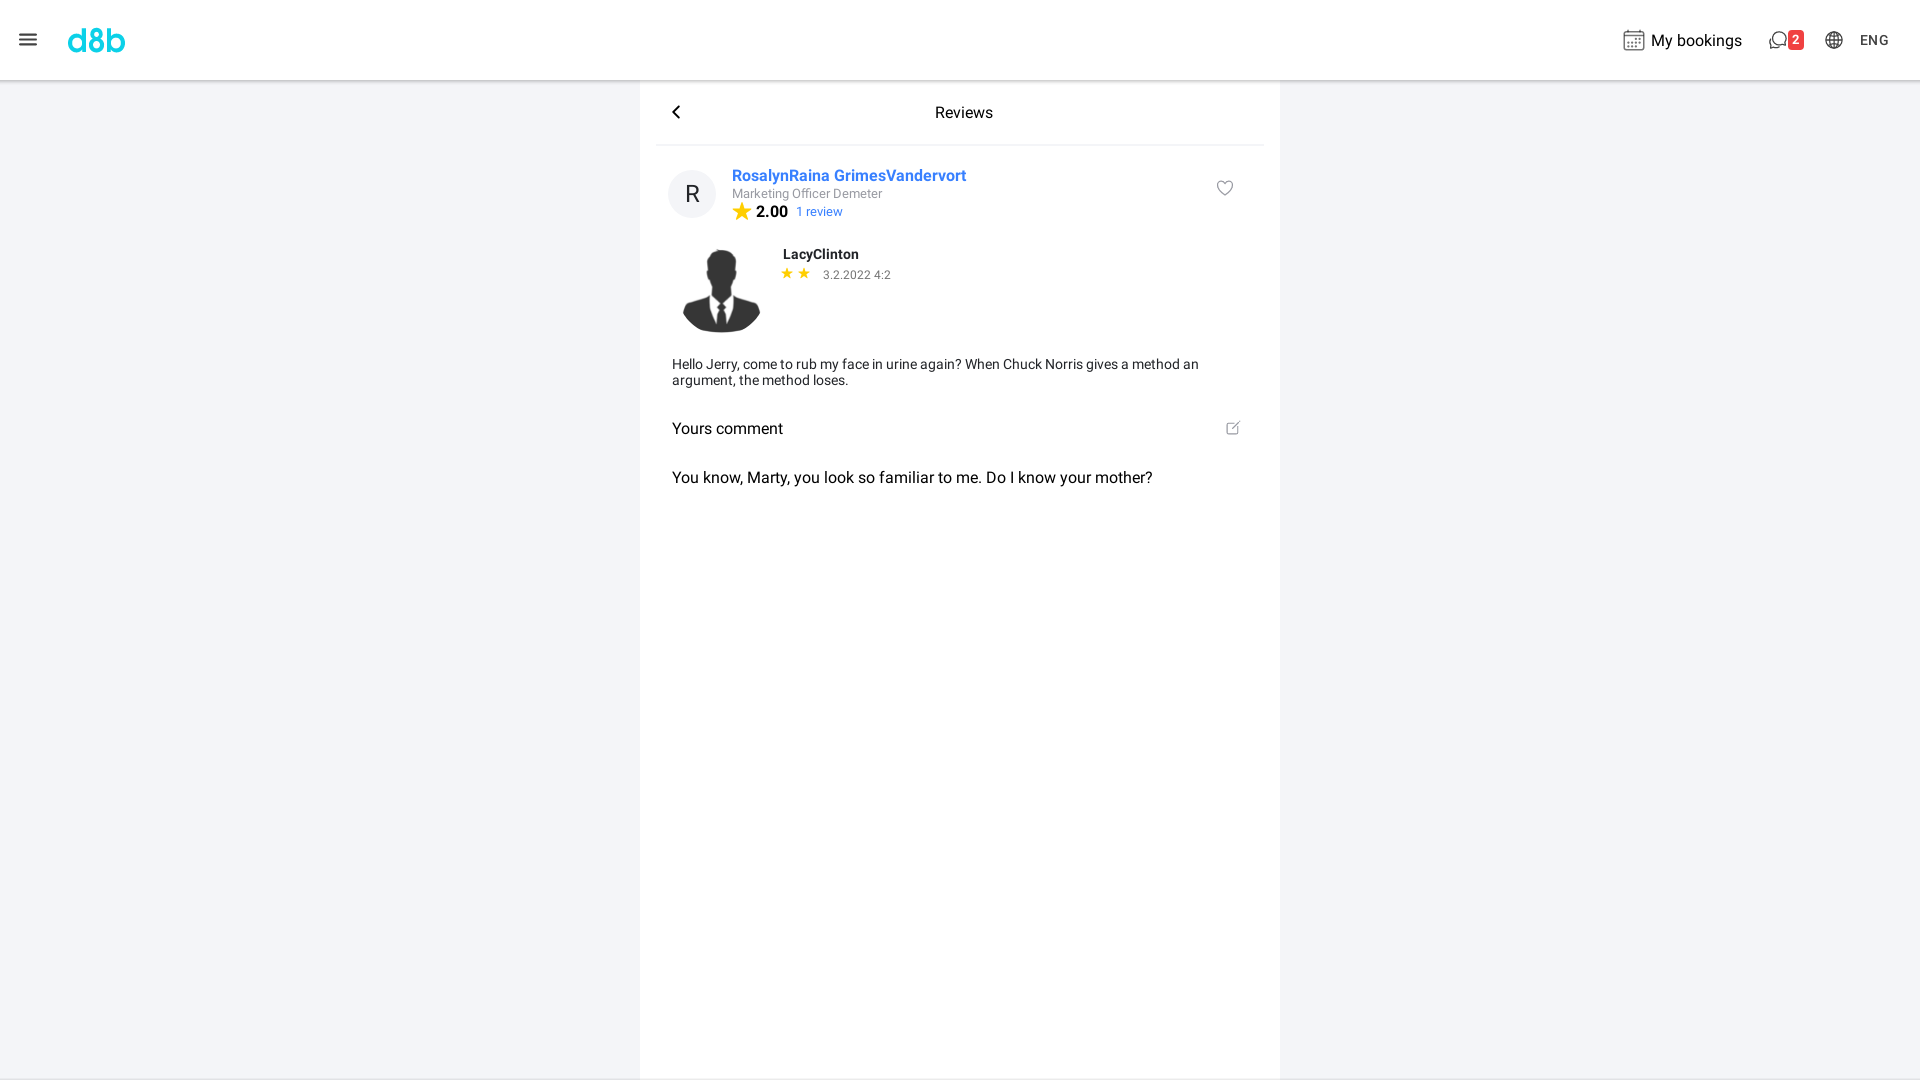 d8b
My bookings
2
ENG
Reviews
R
RosalynRaina GrimesVandervort
Marketing Officer Demeter
2.00 1 review
LacyClinton
3.2.2022 4:2
Hello Jerry, come to rub my face in urine again? When Chuck Norris gives a method an
argument, the method loses.
Yours comment
You know, Marty, you look so familiar to me. Do I know your mother?